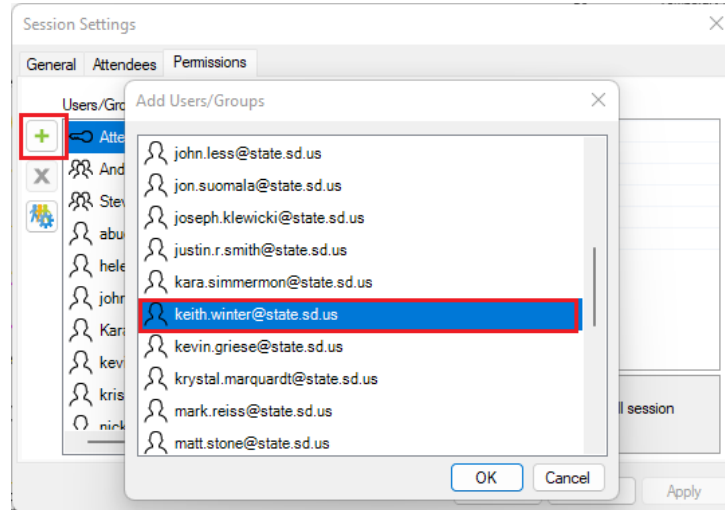 Session Settings
General Attendees Permissions
Users/Gro
Add Users/Groups
Atte
And
Stev
abu
hele
john
Kara
kev
kris
nick
john.less@state.sd.us
jon.suomala@state.sd.us
joseph.klewicki@state.sd.us
justin.r.smith@state.sd.us
kara.simmermon@state.sd.us
keith.winter@state.sd.us
kevin.griese@state.sd.us
krystal.marquardt@state.sd.us
mark.reiss@state.sd.us
matt.stone@state.sd.us
ll session
OK Cancel
Apply